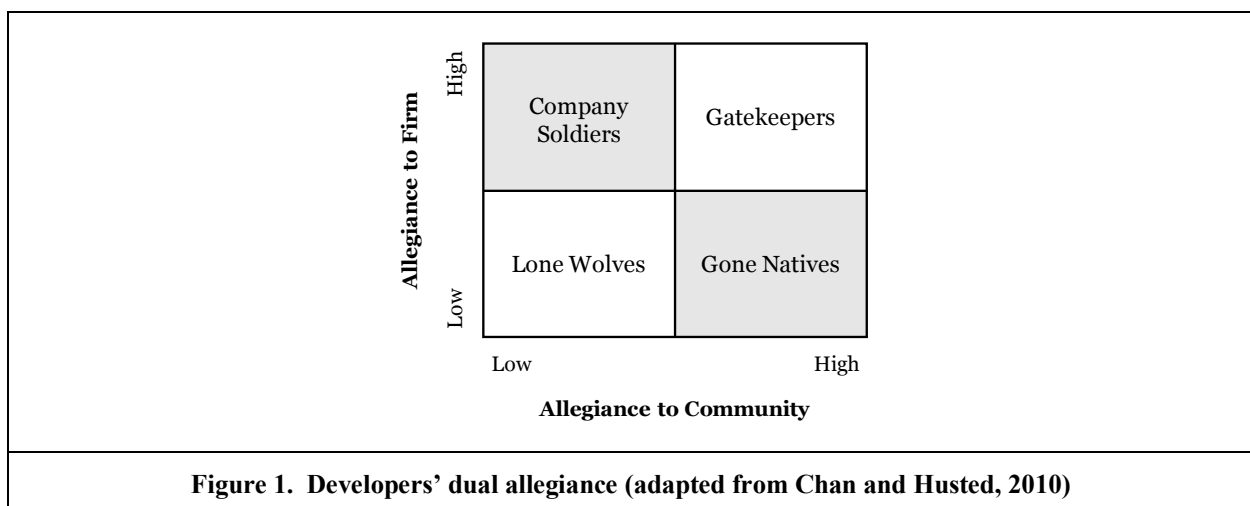 High
Company
Soldiers
Gatekeepers
Allegiance to Firm
Lone Wolves
Gone Natives
Low
Low
High
Allegiance to Community
Figure 1. Developers’ dual allegiance (adapted from Chan and Husted, 2010)